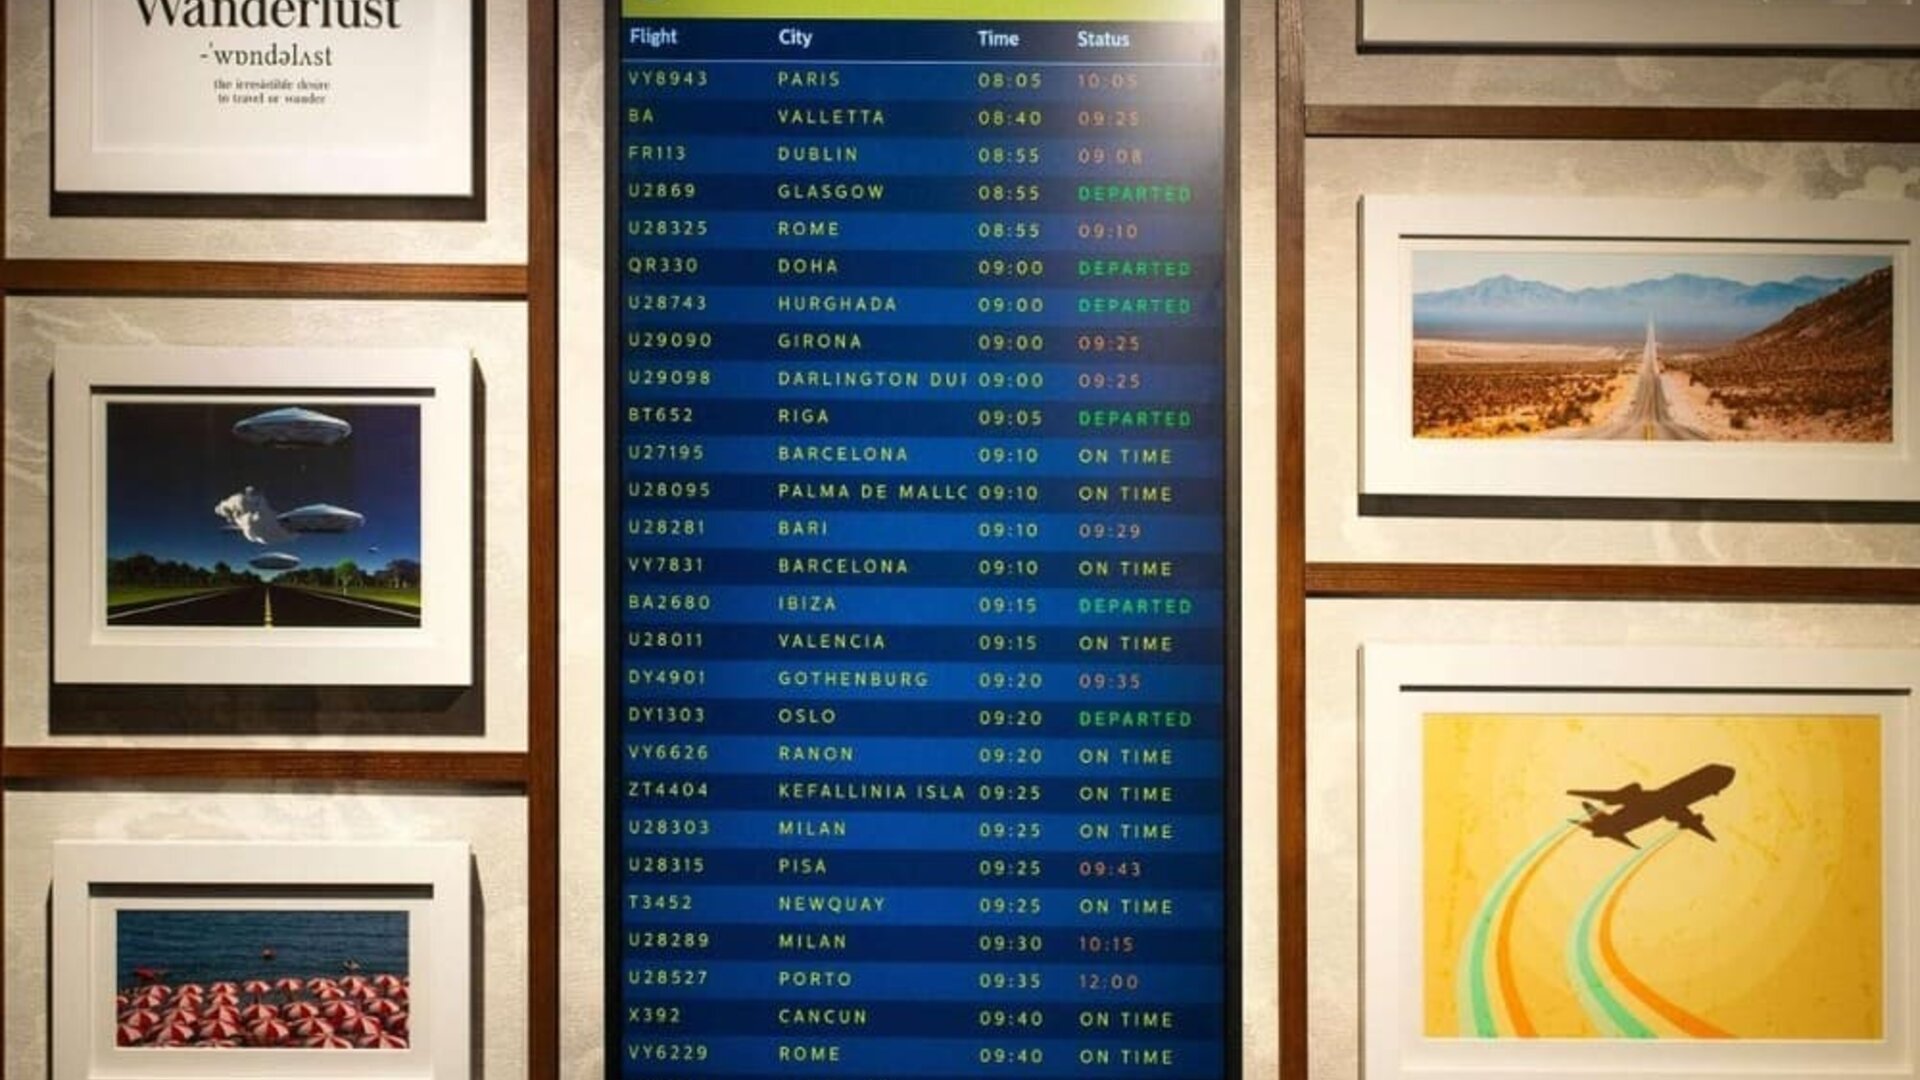 Wanderlust
-'wɒndəlʌst
the irresistible desire
to travel or wander
Flight City Time Status
VY8943 PARIS 08:05 10:05
BA VALLETTA 08:40 09:25
FR113 DUBLIN 08:55 09:08
U2869 GLASGOW 08:55 DEPARTED
U28325 ROME 08:55 09:10
QR330 DOHA 09:00 DEPARTED
U28743 HURGHADA 09:00 DEPARTED
U29090 GIRONA 09:00 09:25
U29098 DARLINGTON DUR 09:00 09:25
BT652 RIGA 09:05 DEPARTED
U27195 BARCELONA 09:10 ON TIME
U28095 PALMA DE MALLC 09:10 ON TIME
U28281 BARI 09:10 09:29
VY7831 BARCELONA 09:10 ON TIME
BA2680 IBIZA 09:15 DEPARTED
U28011 VALENCIA 09:15 ON TIME
DY4901 GOTHENBURG 09:20 09:35
DY1303 OSLO 09:20 DEPARTED
VY6626 RANON 09:20 ON TIME
ZT4404 KEFALLINIA ISLA 09:25 ON TIME
U28303 MILAN 09:25 ON TIME
U28315 PISA 09:25 09:43
T3452 NEWQUAY 09:25 ON TIME
U28289 MILAN 09:30 10:15
U28527 PORTO 09:35 12:00
X392 CANCUN 09:40 ON TIME
VY6229 ROME 09:40 ON TIME